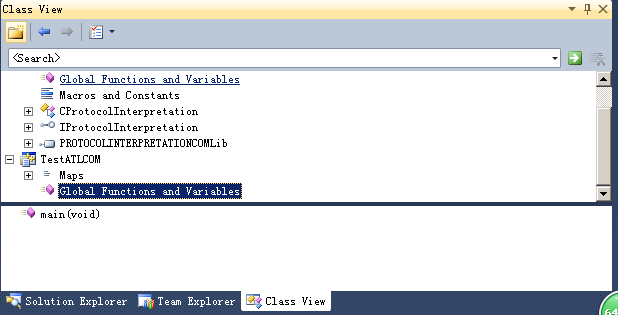 Class View
<Search>
Global Functions and Variables
Macros and Constants
CProtocolInterpretation
IProtocolInterpretation
PROTOCOLINTERPRETATIONCOMLib
TestATLCOM
Maps
Global Functions and Variables
main(void)
Solution Explorer Team Explorer Class View
64